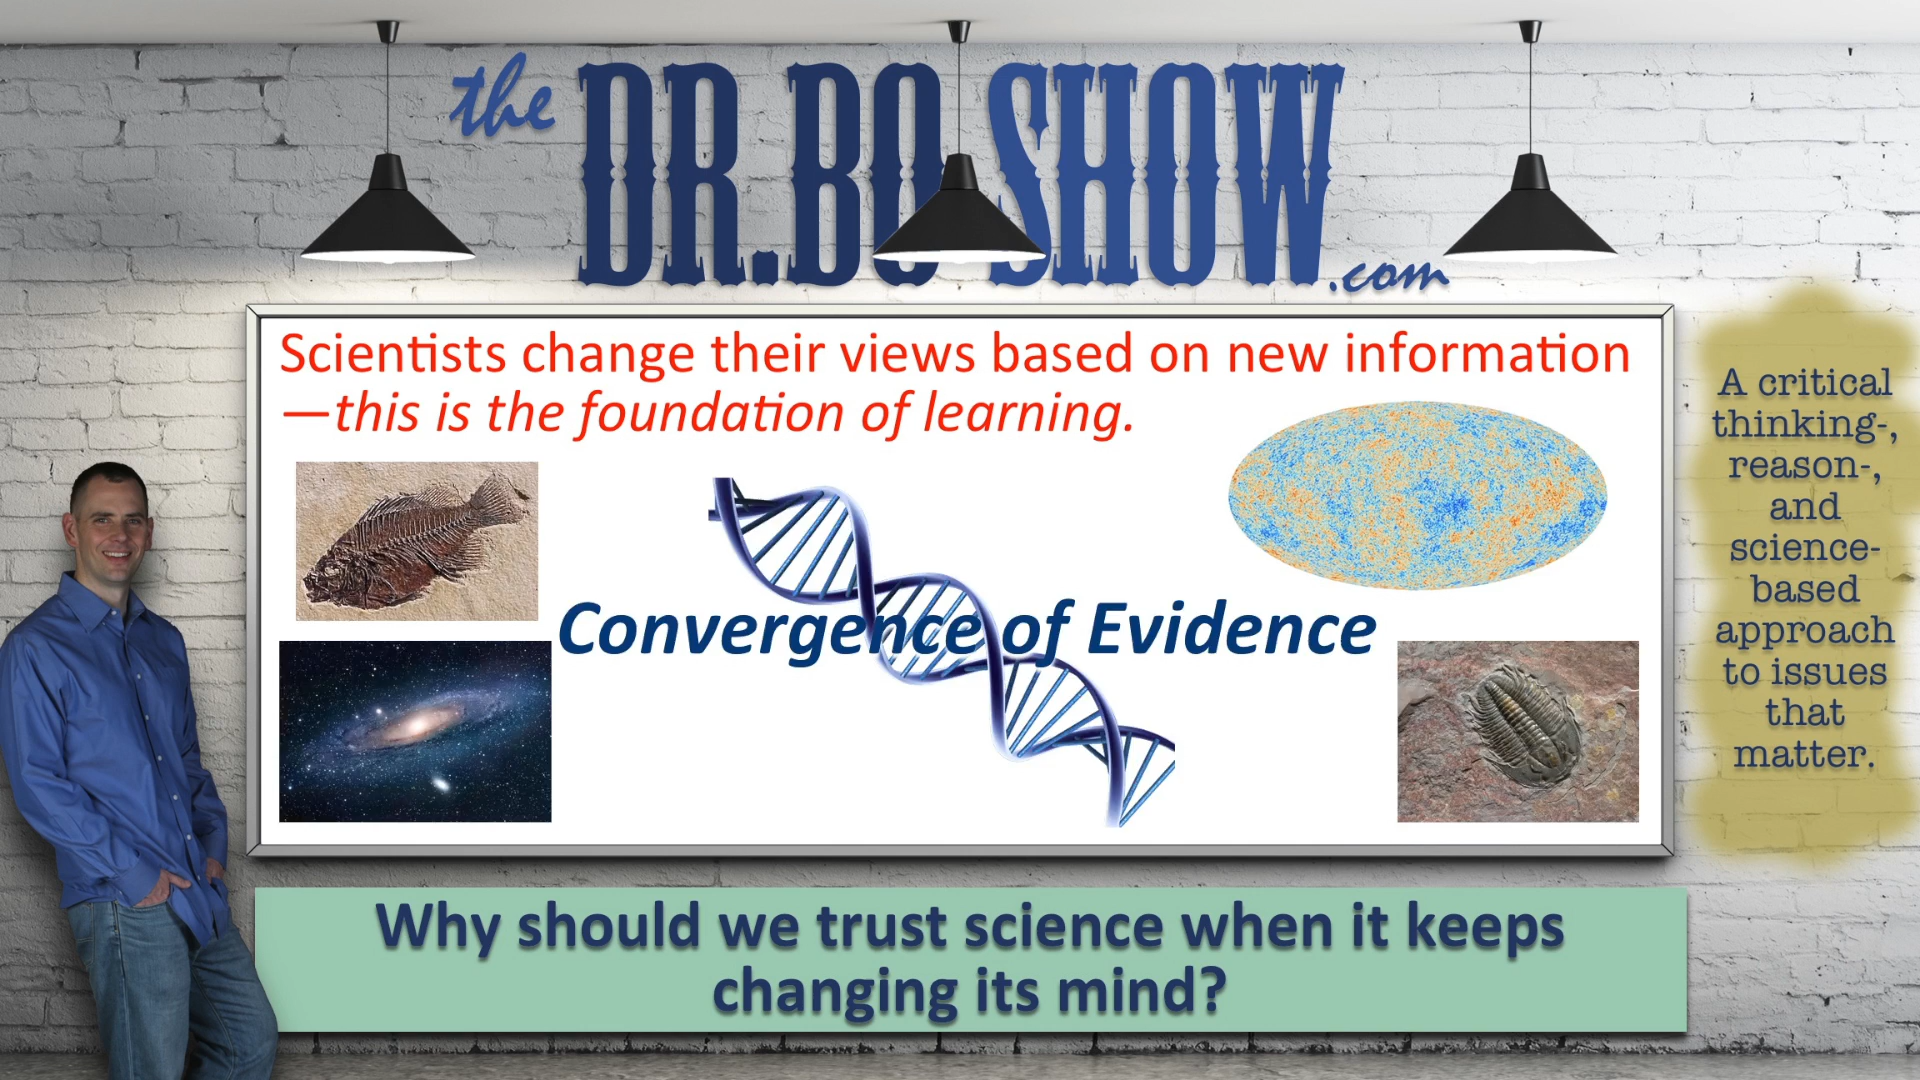 the DR. BO SHOW .com
Scientists change their views based on new information
—this is the foundation of learning.
Convergence of Evidence
A critical
thinking-,
reason-,
and
science-
based
approach
to issues
that
matter.
Why should we trust science when it keeps
changing its mind?